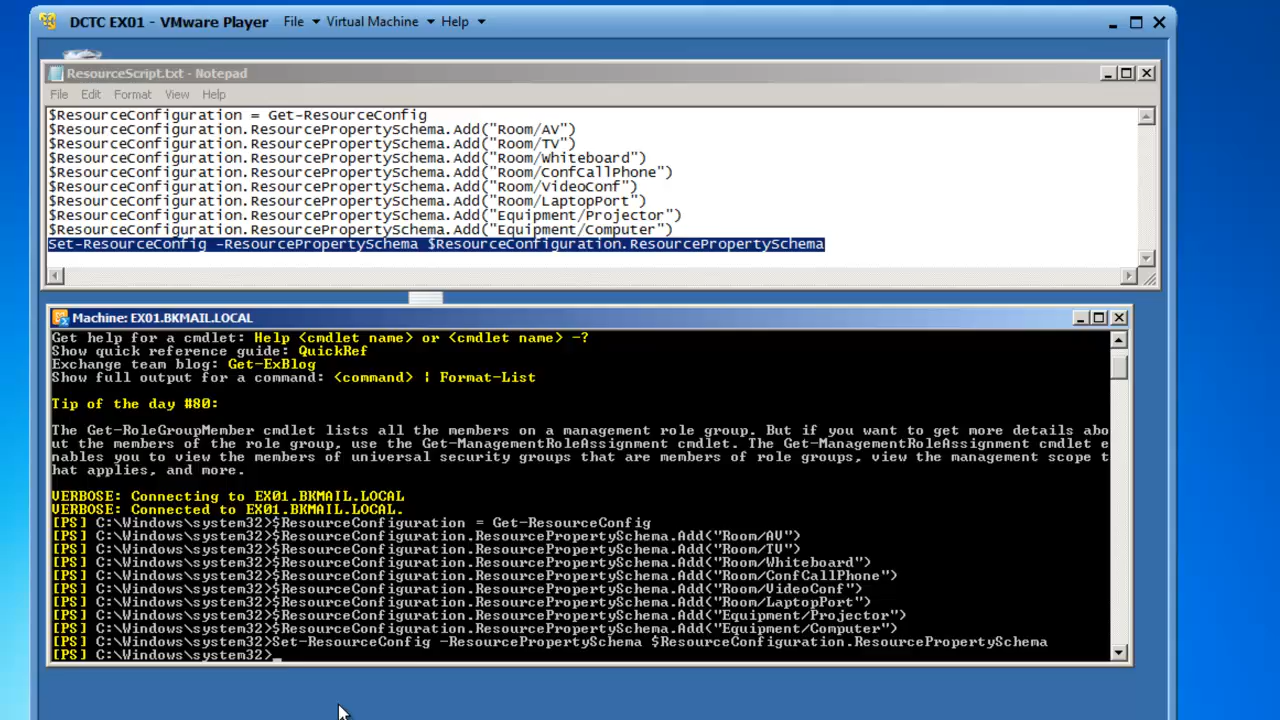 DCTC EX01 - VMware Player File Virtual Machine Help
ResourceScript.txt - Notepad
File Edit Format View Help
$ResourceConfiguration = Get-ResourceConfig
$ResourceConfiguration.ResourcePropertySchema.Add("Room/AV")
$ResourceConfiguration.ResourcePropertySchema.Add("Room/TV")
$ResourceConfiguration.ResourcePropertySchema.Add("Room/Whiteboard")
$ResourceConfiguration.ResourcePropertySchema.Add("Room/ConfCallPhone")
$ResourceConfiguration.ResourcePropertySchema.Add("Room/VideoConf")
$ResourceConfiguration.ResourcePropertySchema.Add("Room/LaptopPort")
$ResourceConfiguration.ResourcePropertySchema.Add("Equipment/Projector")
$ResourceConfiguration.ResourcePropertySchema.Add("Equipment/Computer")
Set-ResourceConfig -ResourcePropertySchema $ResourceConfiguration.ResourcePropertySchema
Machine: EX01.BKMAIL.LOCAL
Get help for a cmdlet: Help <cmdlet name> or <cmdlet name> -?
Show quick reference guide: QuickRef
Exchange team blog: Get-ExBlog
Show full output for a command: <command> | Format-List
Tip of the day #80:
The Get-RoleGroupMember cmdlet lists all the members on a management role group. But if you want to get more details abo
ut the members of the role group, use the Get-ManagementRoleAssignment cmdlet. The Get-ManagementRoleAssignment cmdlet e
nables you to view the members of universal security groups that are members of role groups, view the management scope t
hat applies, and more.
VERBOSE: Connecting to EX01.BKMAIL.LOCAL
VERBOSE: Connected to EX01.BKMAIL.LOCAL.
[PS] C:\Windows\system32>$ResourceConfiguration = Get-ResourceConfig
[PS] C:\Windows\system32>$ResourceConfiguration.ResourcePropertySchema.Add("Room/AV")
[PS] C:\Windows\system32>$ResourceConfiguration.ResourcePropertySchema.Add("Room/TV")
[PS] C:\Windows\system32>$ResourceConfiguration.ResourcePropertySchema.Add("Room/Whiteboard")
[PS] C:\Windows\system32>$ResourceConfiguration.ResourcePropertySchema.Add("Room/ConfCallPhone")
[PS] C:\Windows\system32>$ResourceConfiguration.ResourcePropertySchema.Add("Room/VideoConf")
[PS] C:\Windows\system32>$ResourceConfiguration.ResourcePropertySchema.Add("Room/LaptopPort")
[PS] C:\Windows\system32>$ResourceConfiguration.ResourcePropertySchema.Add("Equipment/Projector")
[PS] C:\Windows\system32>$ResourceConfiguration.ResourcePropertySchema.Add("Equipment/Computer")
[PS] C:\Windows\system32>Set-ResourceConfig -ResourcePropertySchema $ResourceConfiguration.ResourcePropertySchema
[PS] C:\Windows\system32>_